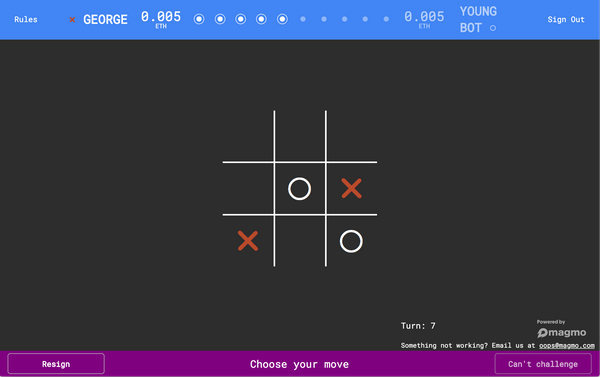 Rules
GEORGE
0.005
ETH
0.005
ETH
YOUNG
BOT
Sign Out
Turn: 7
Powered by
magmo
Something not working? Email us at oops@magmo.com
Resign
Choose your move
Can't challenge